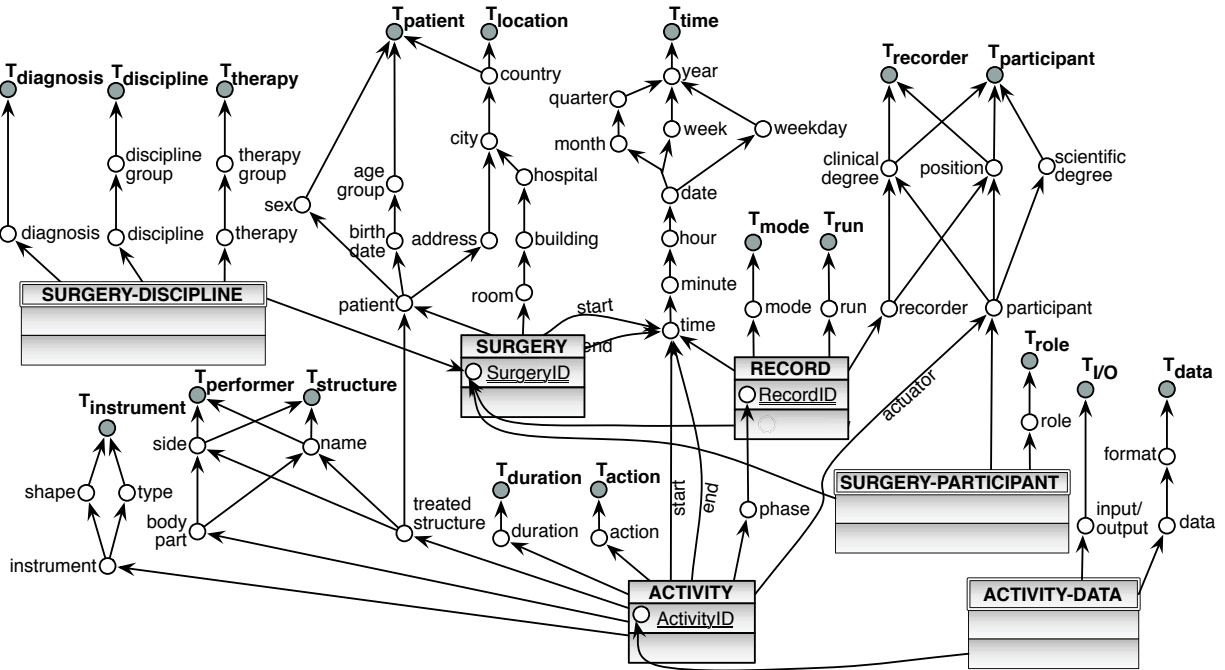 T_patient
T_location
T_time
T_recorder
T_participant
T_diagnosis
T_discipline
T_therapy
country
year
quarter
week
weekday
city
month
discipline
group
therapy
group
age
group
hospital
clinical
degree
position
scientific
degree
sex
date
diagnosis
discipline
therapy
birth
date
address
building
hour
T_mode
T_run
minute
SURGERY-DISCIPLINE
patient
room
start
time
mode
run
recorder
participant
end
SURGERY
SurgeryID
RECORD
RecordID
T_role
T_I/O
T_data
T_instrument
T_performer
T_structure
actuator
role
side
name
format
T_duration
T_action
SURGERY-PARTICIPANT
shape
type
start
end
phase
body
part
treated
structure
duration
action
input/
output
data
instrument
ACTIVITY
ActivityID
ACTIVITY-DATA